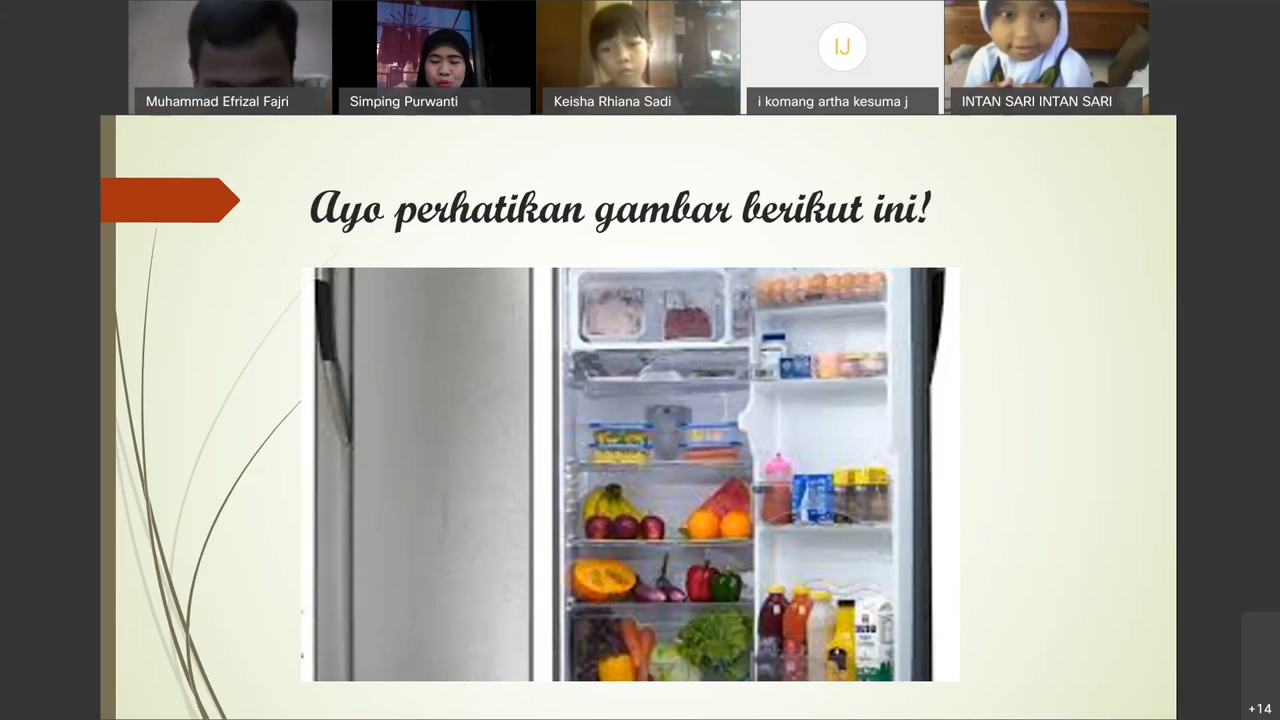 Muhammad Efrizal Fajri
Simping Purwanti
Keisha Rhiana Sadi
IJ
i komang artha kesuma j
INTAN SARI INTAN SARI
Ayo perhatikan gambar berikut ini!
+14